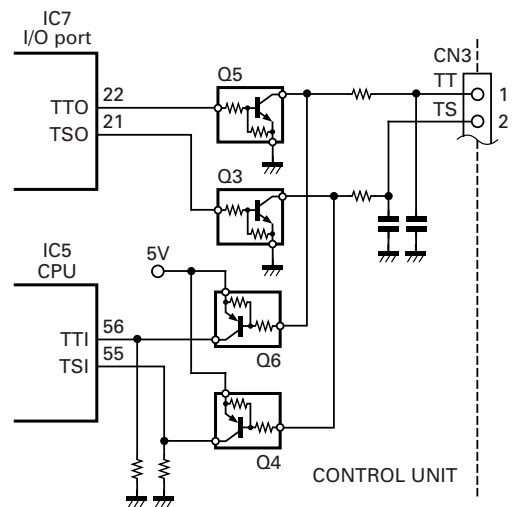 IC7
I/O port
CN3
Q5
TT
TTO
22
1
TS
TSO
21
2
Q3
IC5
CPU
5V
TTI
56
Q6
TSI
55
Q4
CONTROL UNIT